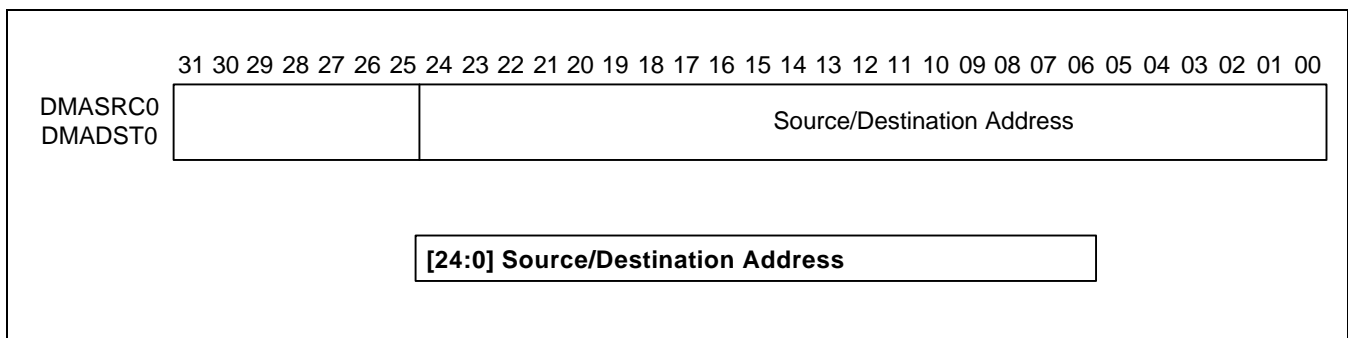 31 30 29 28 27 26 25 24 23 22 21 20 19 18 17 16 15 14 13 12 11 10 09 08 07 06 05 04 03 02 01 00
DMASRC0
DMADST0
Source/Destination Address
[24:0] Source/Destination Address